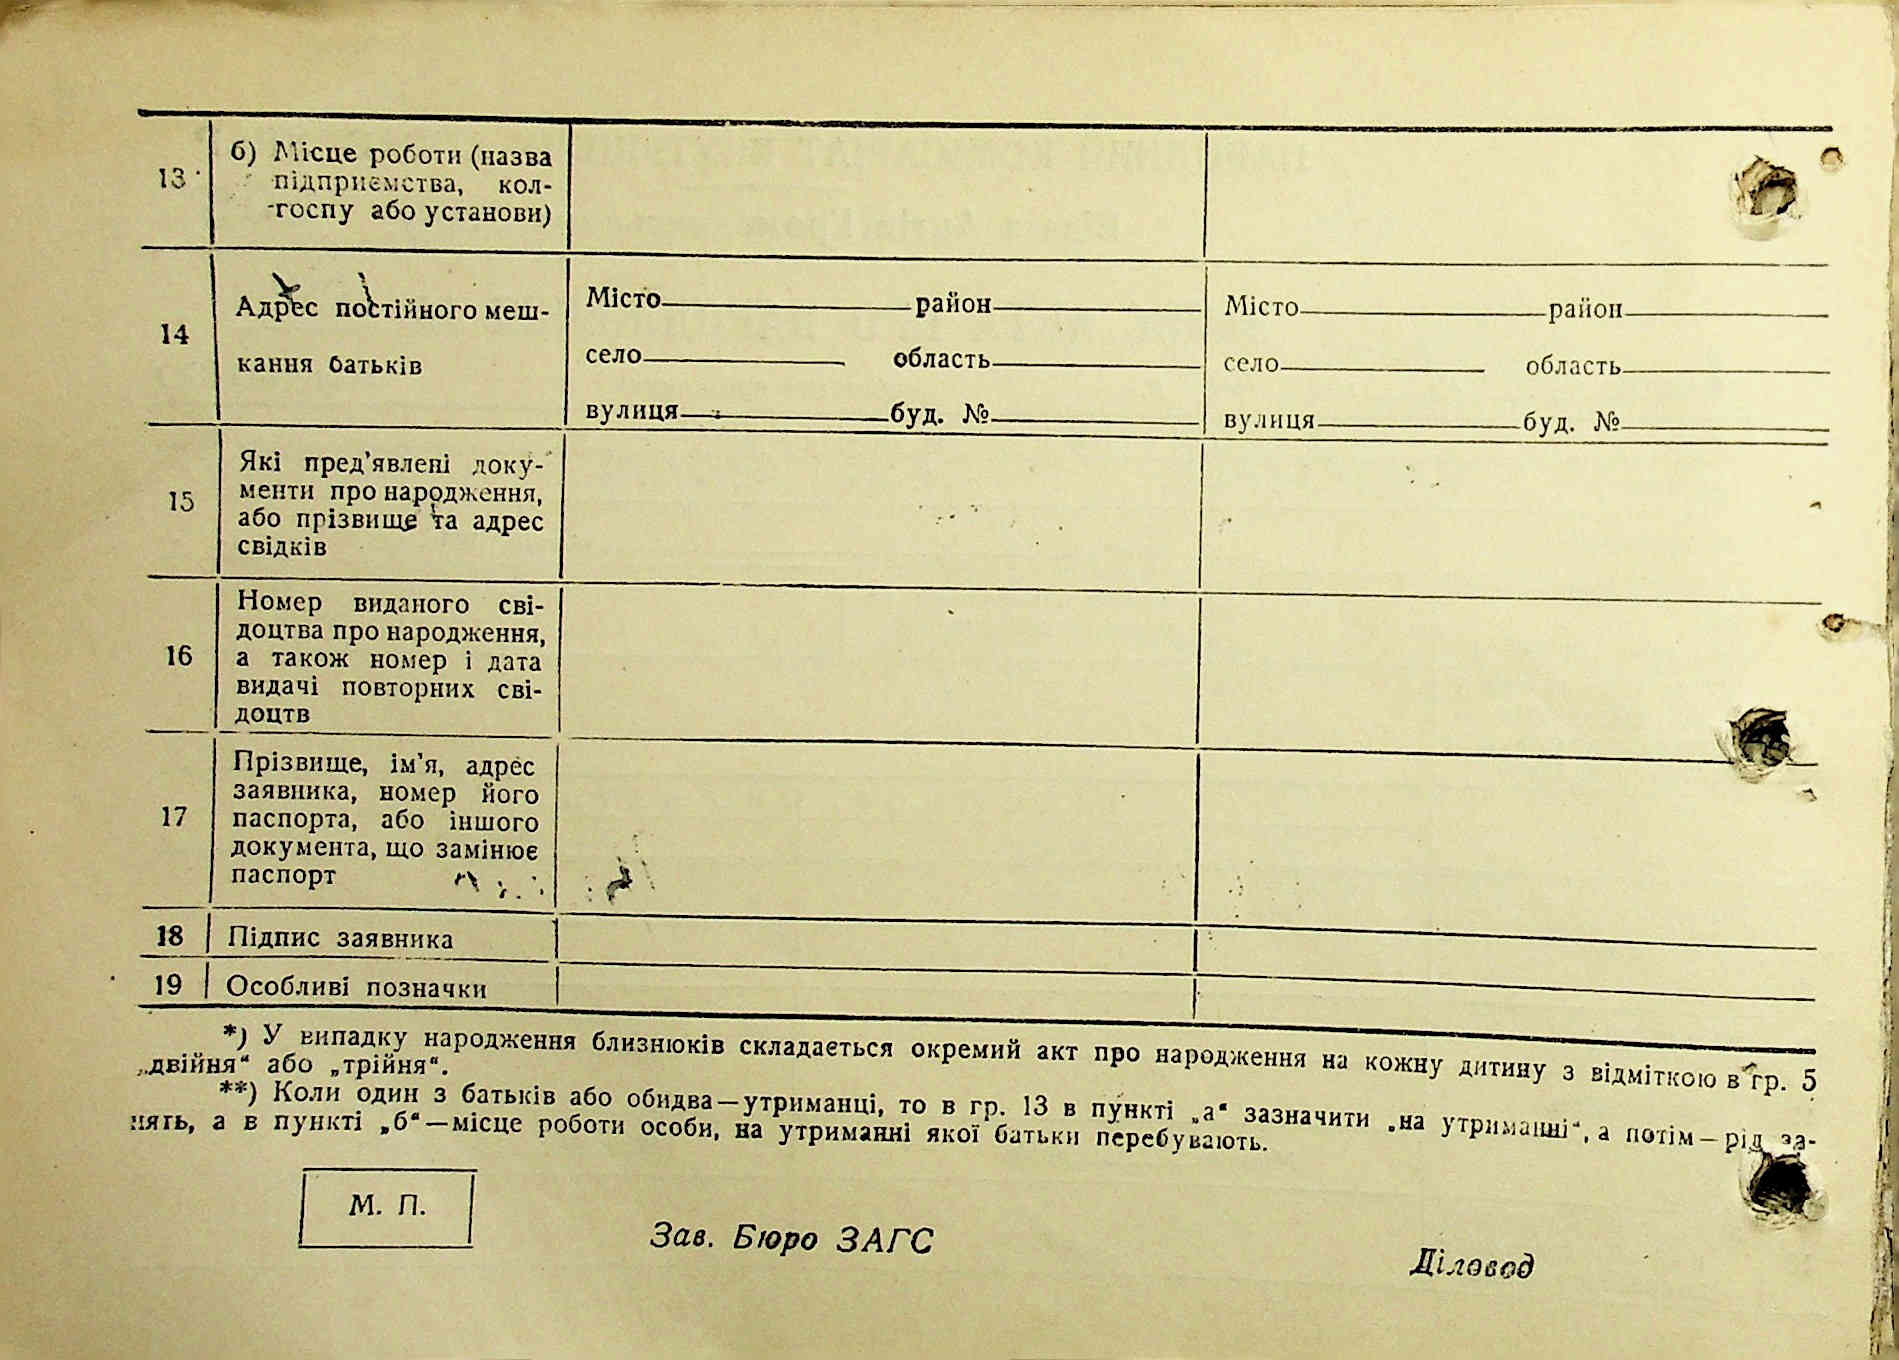 13
б) Місце роботи (назва
підприємства, кол-
госпу або установи)
14
Адрес постійного меш-
кання батьків
Місто район
село область
вулиця буд. №
Місто район
село область
вулиця буд. №
15
Які пред'явлені доку-
менти про народження,
або прізвище та адрес
свідків
16
Номер виданого сві-
доцтва про народження,
а також номер і дата
видачі повторних сві-
доцтв
17
Прізвище, ім'я, адрес
заявника, номер його
паспорта, або іншого
документа, що замінює
паспорт
18 Підпис заявника
19 Особливі позначки
*) У випадку народження близнюків складається окремий акт про народження на кожну дитину з відміткою в гр. 5
„двійня“ або „трійня“.
**) Коли один з батьків або обидва—утриманці, то в гр. 13 в пункті „а“ зазначити „на утриманні“, а потім—рід за-
нять, а в пункті „б“—місце роботи особи, на утриманні якої батьки перебувають.
М. П.
Зав. Бюро ЗАГС
Діловод